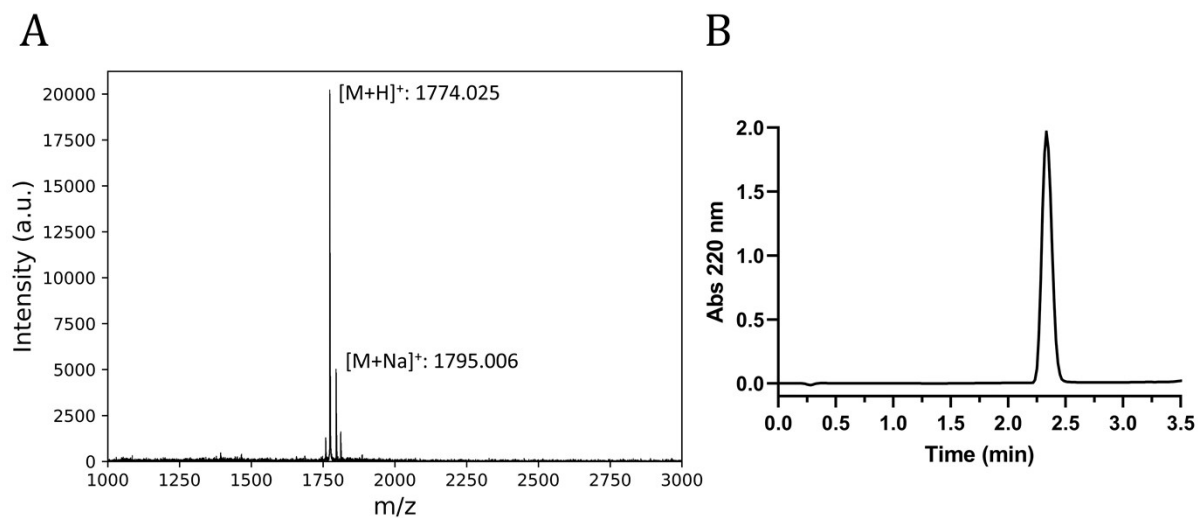 A
[M+H]⁺: 1774.025
[M+Na]⁺: 1795.006
20000
17500
15000
12500
10000
7500
5000
2500
0
Intensity (a.u.)
1000 1250 1500 1750 2000 2250 2500 2750 3000
m/z
B
2.0
1.5
1.0
0.5
0.0
Abs 220 nm
0.0 0.5 1.0 1.5 2.0 2.5 3.0 3.5
Time (min)